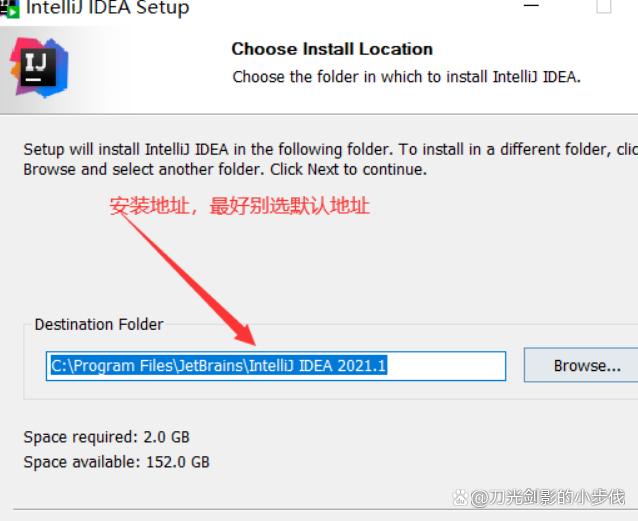 IntelliJ IDEA Setup
IJ
Choose Install Location
Choose the folder in which to install IntelliJ IDEA.
Setup will install IntelliJ IDEA in the following folder. To install in a different folder, clic
Browse and select another folder. Click Next to continue.
安装地址，最好别选默认地址
Destination Folder
C:\Program Files\JetBrains\IntelliJ IDEA 2021.1
Browse...
Space required: 2.0 GB
Space available: 152.0 GB
@刀光剑影的小步伐